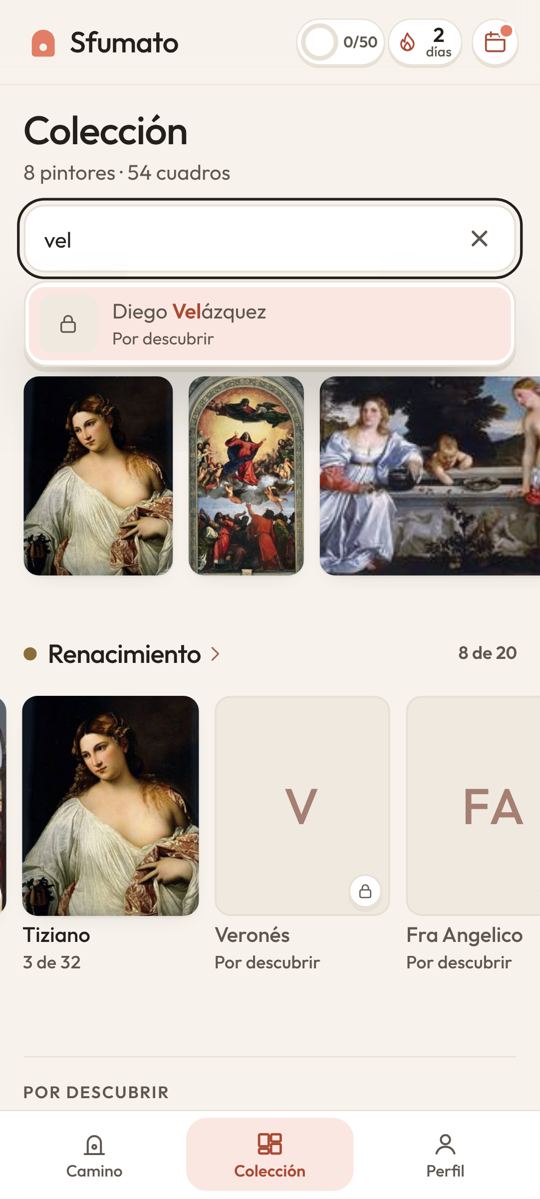 Sfumato
0/50
2
días
Colección
8 pintores · 54 cuadros
vel
Diego Velázquez
Por descubrir
Renacimiento
8 de 20
V
FA
Tiziano
Veronés
Fra Angelico
3 de 32
Por descubrir
Por descubrir
POR DESCUBRIR
Camino
Colección
Perfil